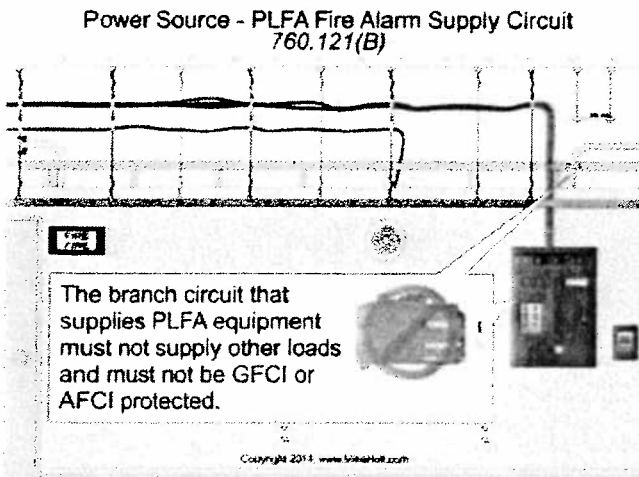 Power Source - PLFA Fire Alarm Supply Circuit
760.121(B)
FIRE
The branch circuit that
supplies PLFA equipment
must not supply other loads
and must not be GFCI or
AFCI protected.
Copyright 2014, www.MikeHolt.com